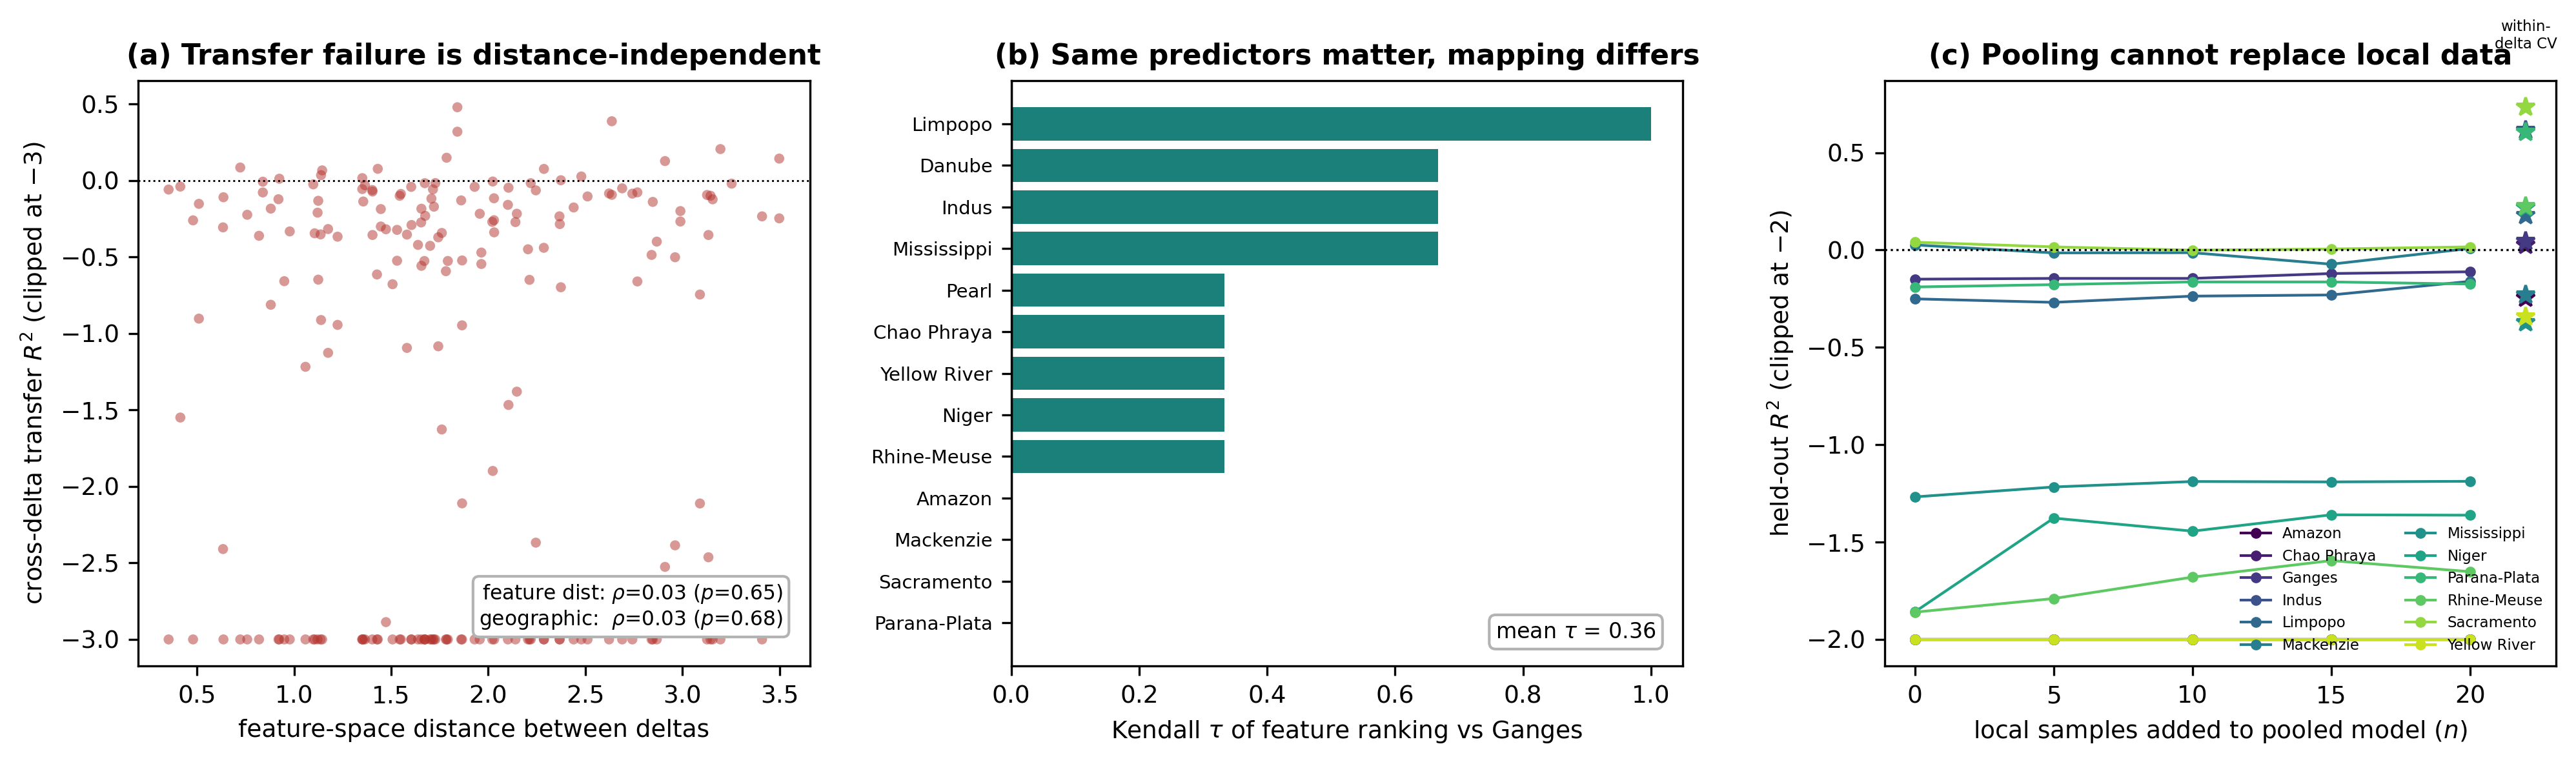 (a) Transfer failure is distance-independent
cross-delta transfer R² (clipped at −3)
0.5
0.0
−0.5
−1.0
−1.5
−2.0
−2.5
−3.0
feature dist: ρ=0.03 (p=0.65)
geographic: ρ=0.03 (p=0.68)
0.5 1.0 1.5 2.0 2.5 3.0 3.5
feature-space distance between deltas
(b) Same predictors matter, mapping differs
Limpopo
Danube
Indus
Mississippi
Pearl
Chao Phraya
Yellow River
Niger
Rhine-Meuse
Amazon
Mackenzie
Sacramento
Parana-Plata
mean τ = 0.36
0.0 0.2 0.4 0.6 0.8 1.0
Kendall τ of feature ranking vs Ganges
within-
delta CV
(c) Pooling cannot replace local data
held-out R² (clipped at −2)
0.5
0.0
−0.5
−1.0
−1.5
−2.0
Amazon
Chao Phraya
Ganges
Indus
Limpopo
Mackenzie
Mississippi
Niger
Parana-Plata
Rhine-Meuse
Sacramento
Yellow River
0 5 10 15 20
local samples added to pooled model (n)